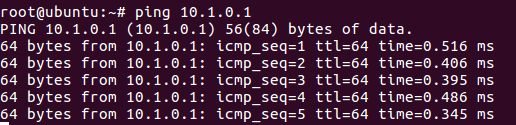 root@ubuntu:~# ping 10.1.0.1
PING 10.1.0.1 (10.1.0.1) 56(84) bytes of data.
64 bytes from 10.1.0.1: icmp_seq=1 ttl=64 time=0.516 ms
64 bytes from 10.1.0.1: icmp_seq=2 ttl=64 time=0.406 ms
64 bytes from 10.1.0.1: icmp_seq=3 ttl=64 time=0.395 ms
64 bytes from 10.1.0.1: icmp_seq=4 ttl=64 time=0.486 ms
64 bytes from 10.1.0.1: icmp_seq=5 ttl=64 time=0.345 ms